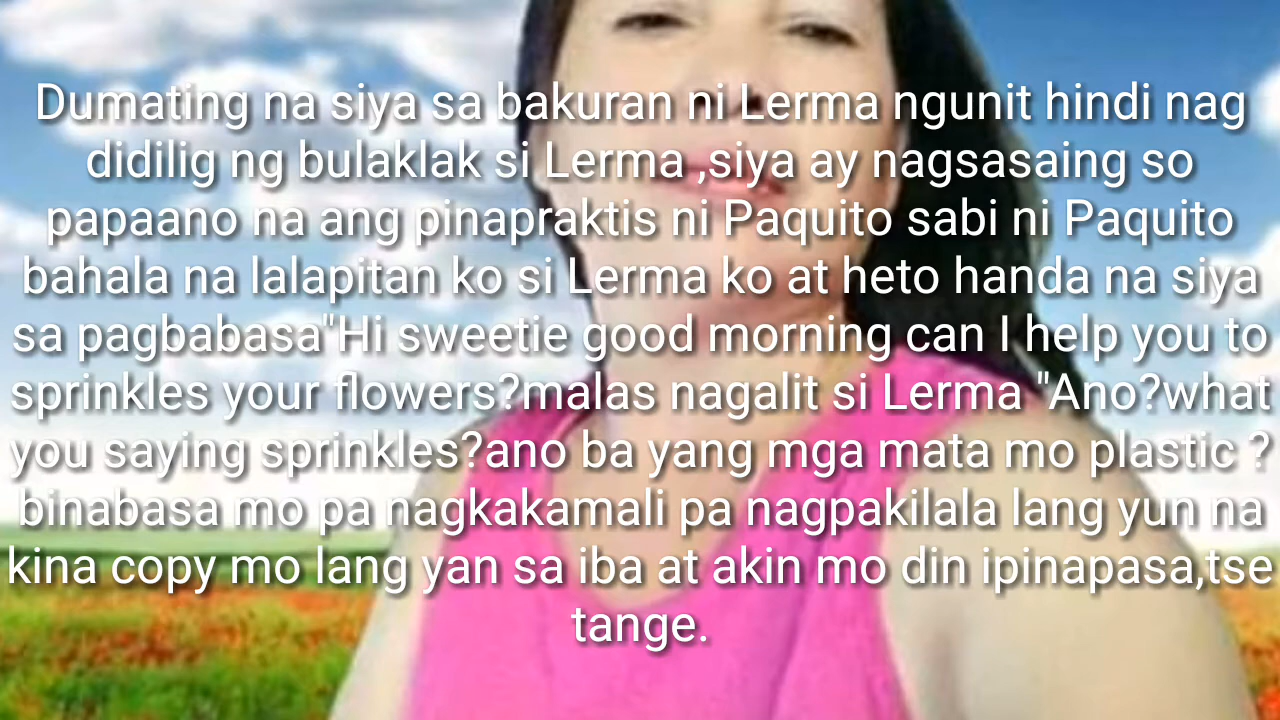 Dumating na siya sa bakuran ni Lerma ngunit hindi nag
didilig ng bulaklak si Lerma ,siya ay nagsasaing so
papaano na ang pinapraktis ni Paquito sabi ni Paquito
bahala na lalapitan ko si Lerma ko at heto handa na siya
sa pagbabasa"Hi sweetie good morning can I help you to
sprinkles your flowers?malas nagalit si Lerma "Ano?what
you saying sprinkles?ano ba yang mga mata mo plastic ?
binabasa mo pa nagkakamali pa nagpakilala lang yun na
kina copy mo lang yan sa iba at akin mo din ipinapasa,tse
tange.